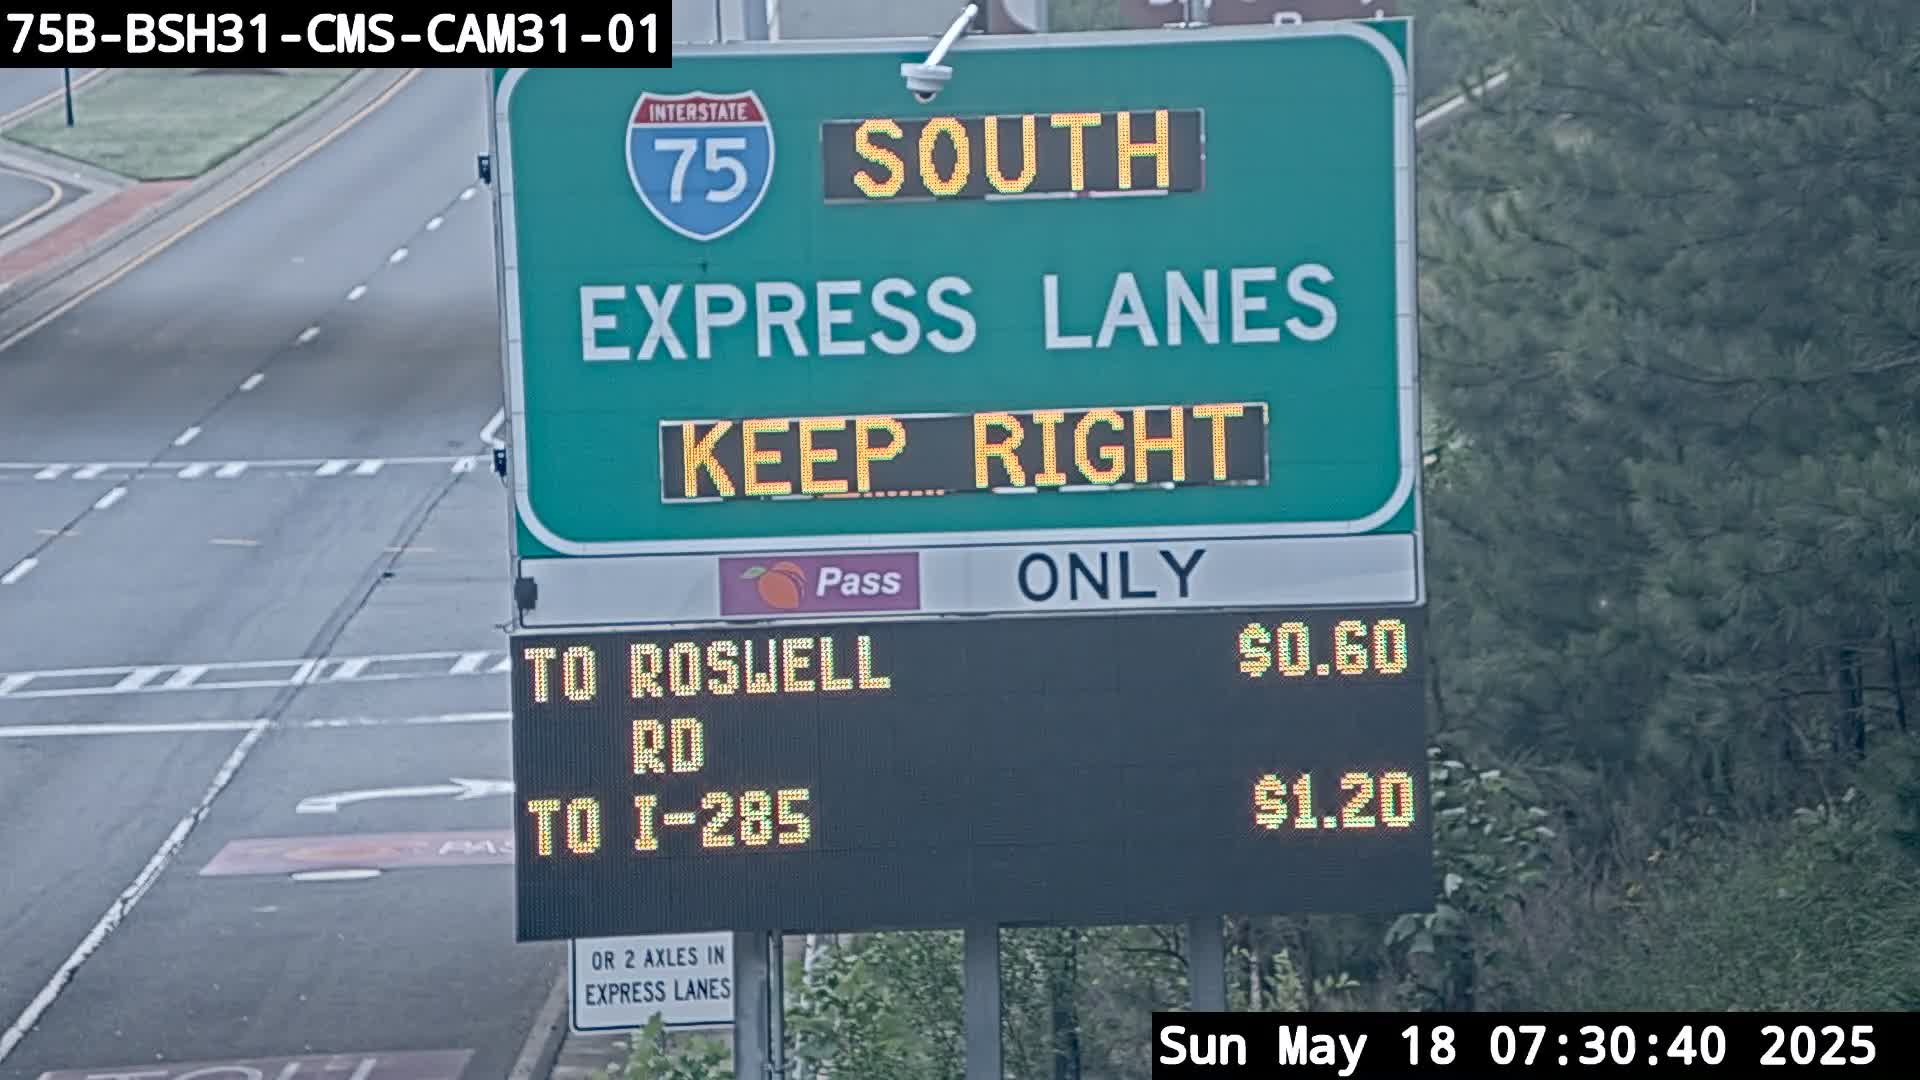 75B-BSH31-CMS-CAM31-01
INTERSTATE
75
SOUTH
EXPRESS LANES
KEEP RIGHT
Pass
ONLY
TO ROSWELL $0.60
RD
TO I-285 $1.20
OR 2 AXLES IN
EXPRESS LANES
Sun May 18 07:30:40 2025